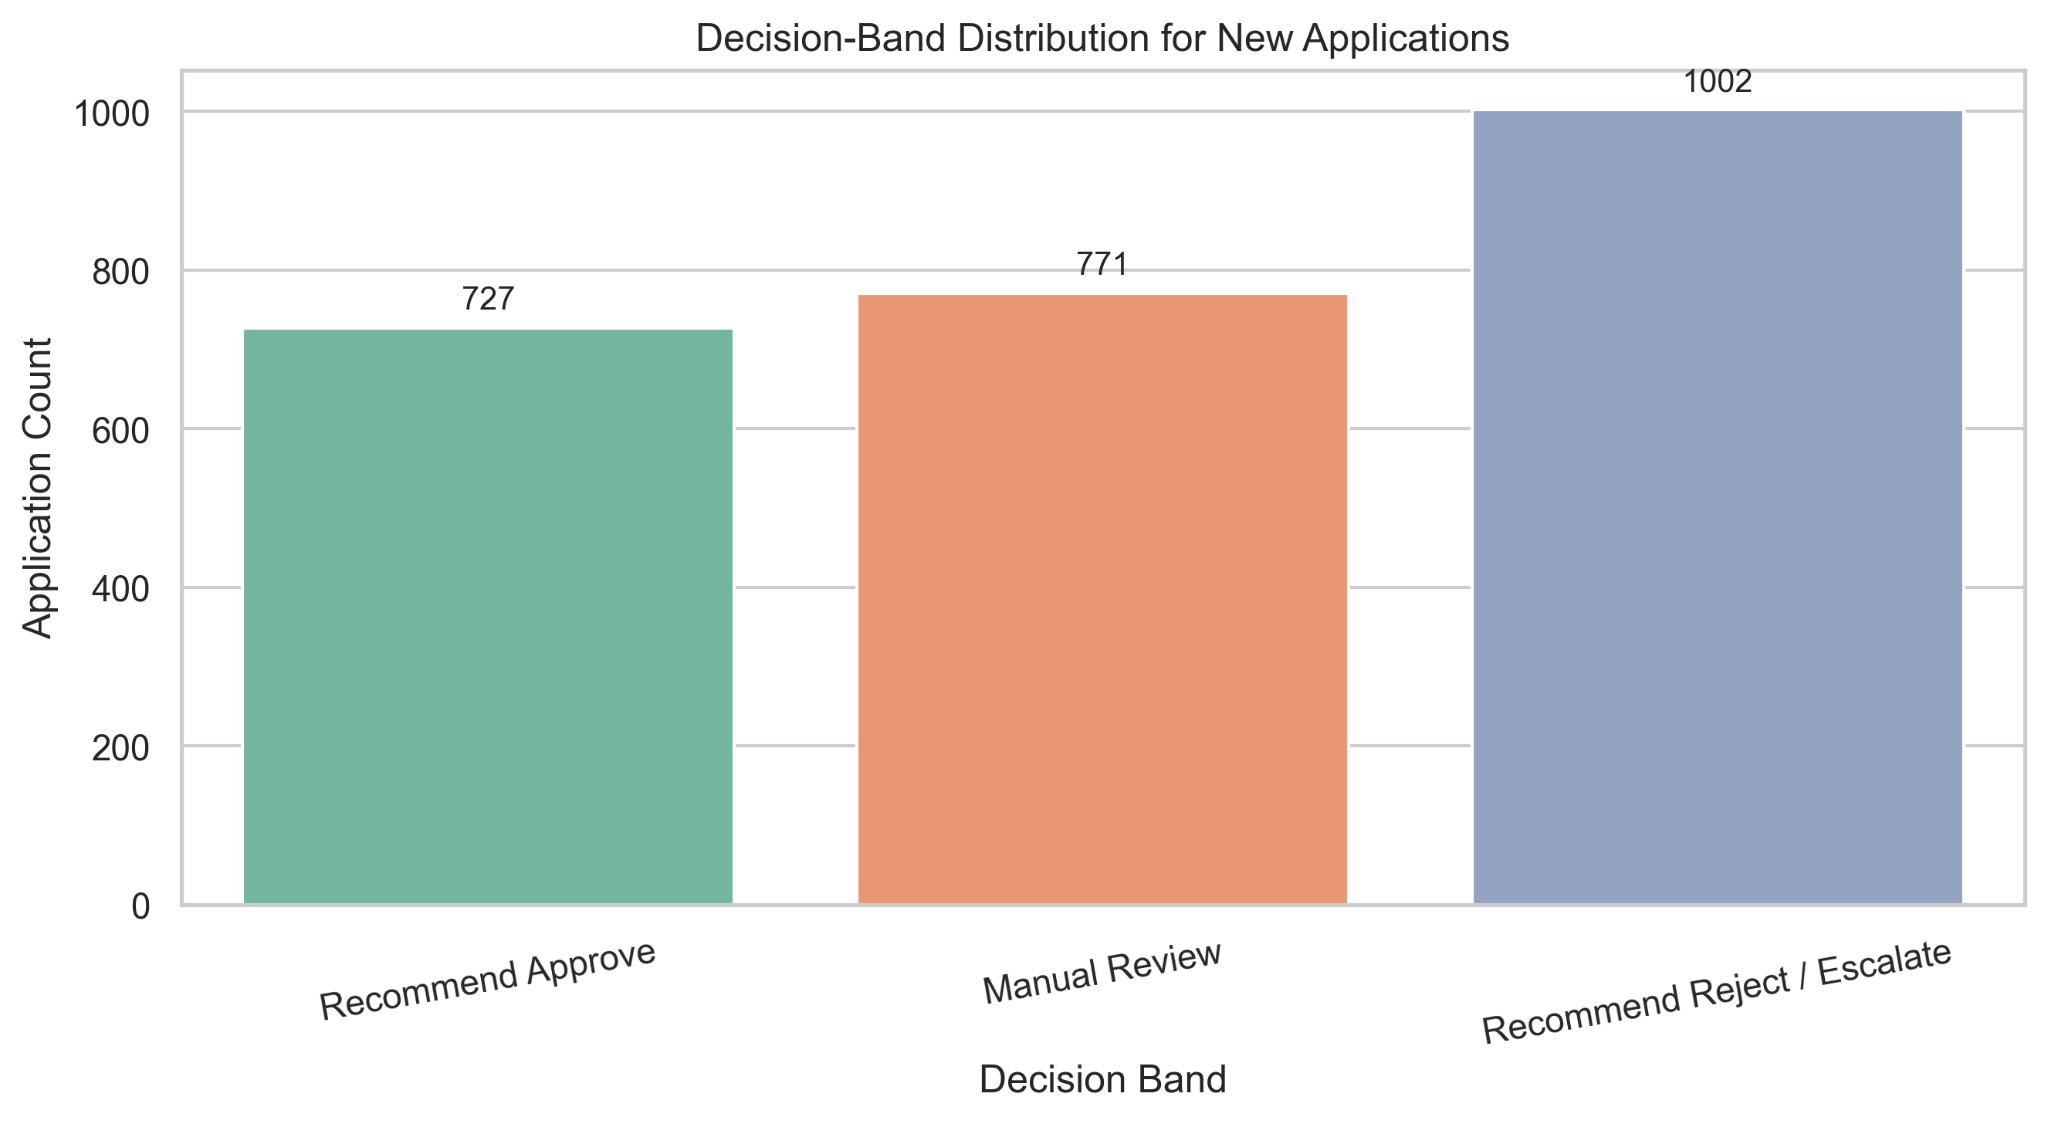 Decision-Band Distribution for New Applications
1002
1000
771
800
727
600
400
200
0
Application Count
Recommend Approve
Manual Review
Recommend Reject / Escalate
Decision Band